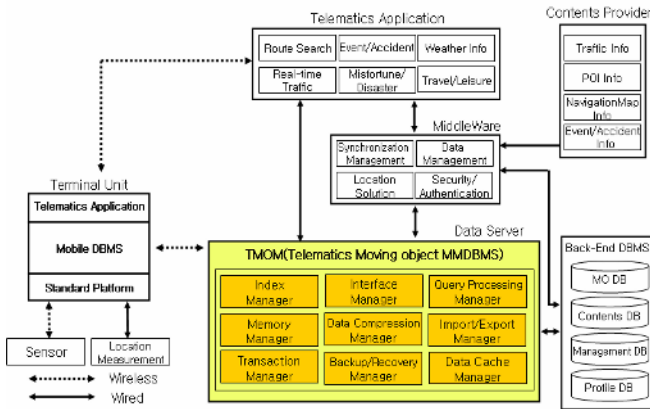 Telematics Application
Contents Provider
Route Search
Event/Accident
Weather Info
Real-time
Traffic
Misfortune/
Disaster
Travel/Leisure
Traffic Info
POI Info
NavigationMap
Info
Event/Accident
Info
MiddleWare
Synchronization
Management
Data
Management
Location
Solution
Security/
Authentication
Terminal Unit
Telematics Application
Mobile DBMS
Standard Platform
Sensor
Location
Measurement
Wireless
Wired
Data Server
TMOM(Telematics Moving object MMDBMS)
Index
Manager
Interface
Manager
Query Processing
Manager
Memory
Manager
Data Compression
Manager
Import/Export
Manager
Transaction
Manager
Backup/Recovery
Manager
Data Cache
Manager
Back-End DBMS
MO DB
Contents DB
Management DB
Profile DB